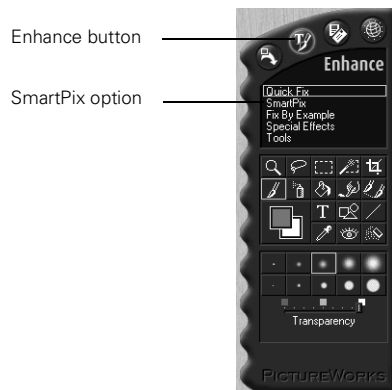 Enhance button
Enhance
SmartPix option
Quick Fix
SmartPix
Fix By Example
Special Effects
Tools
T
Transparency
PICTUREWORKS